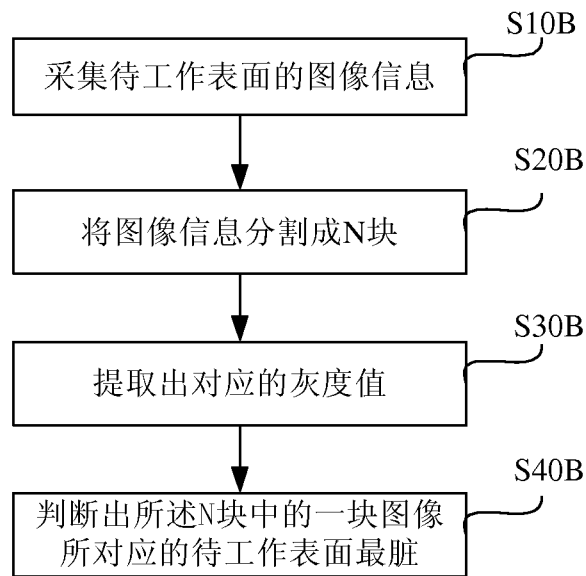 S10B
采集待工作表面的图像信息
S20B
将图像信息分割成N块
S30B
提取出对应的灰度值
S40B
判断出所述N块中的一块图像
所对应的待工作表面最脏